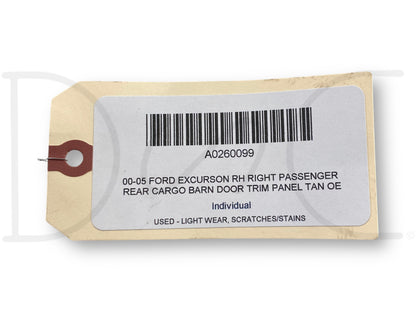 A0260099
00-05 FORD EXCURSON RH RIGHT PASSENGER
REAR CARGO BARN DOOR TRIM PANEL TAN OE
Individual
USED - LIGHT WEAR, SCRATCHES/STAINS